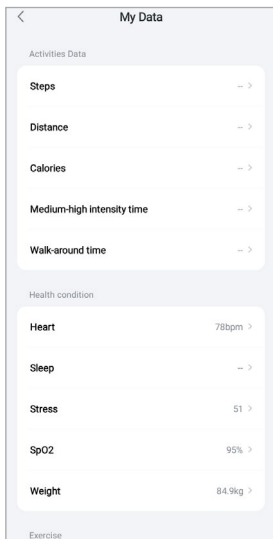 My Data
Activities Data
Steps --
Distance --
Calories --
Medium-high intensity time --
Walk-around time --
Health condition
Heart 78bpm
Sleep --
Stress 51
SpO2 95%
Weight 84.9kg
Exercise